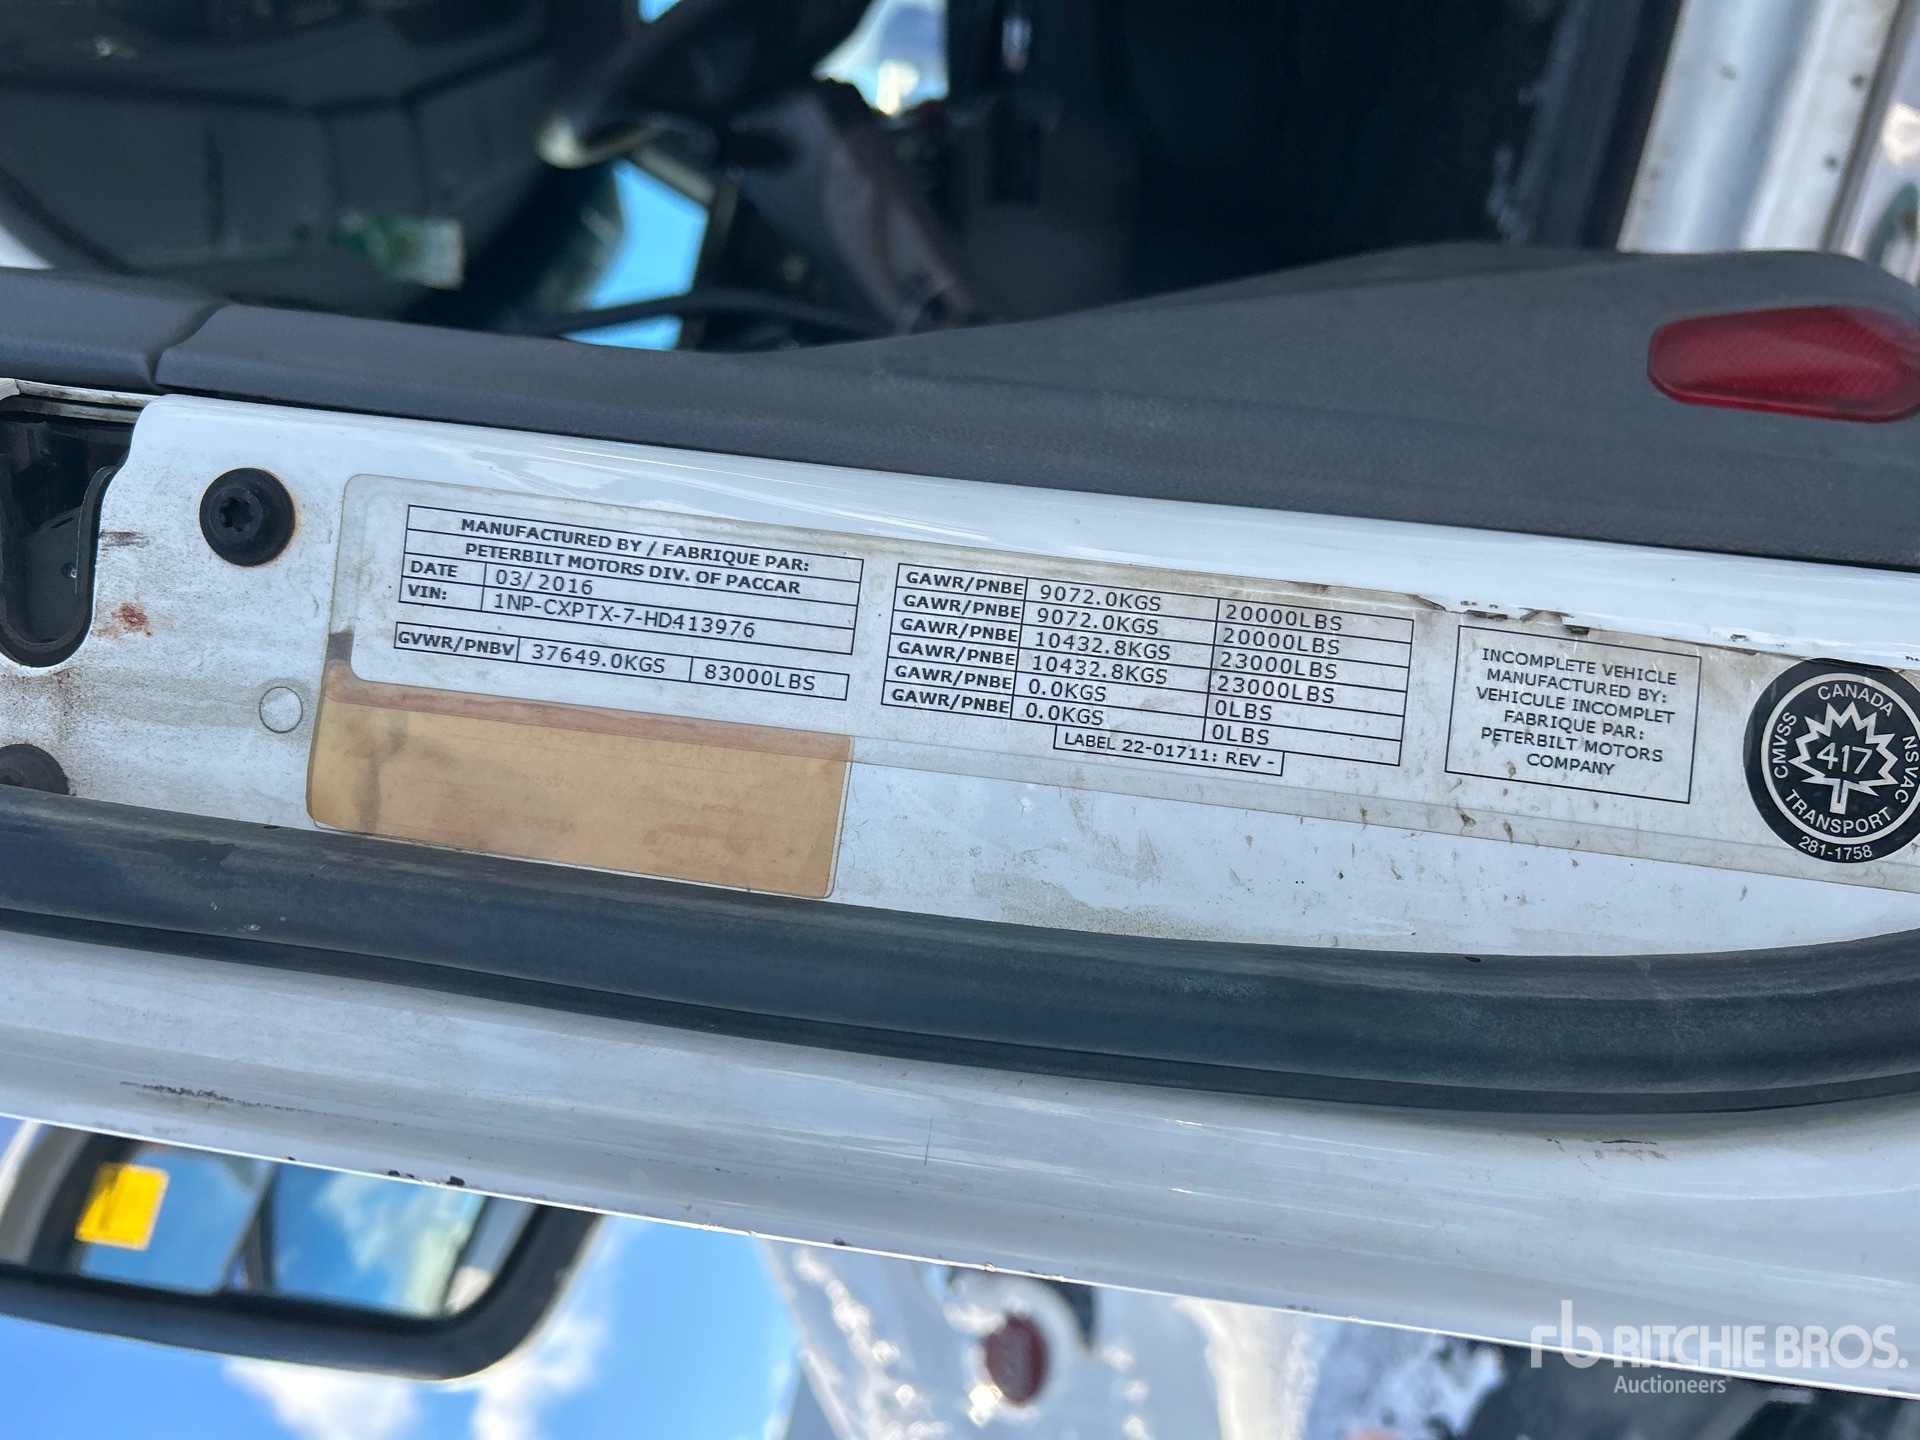 MANUFACTURED BY / FABRIQUE PAR:
PETERBILT MOTORS DIV. OF PACCAR
DATE 03/2016
VIN: 1NP-CXPTX-7-HD413976
GVWR/PNBV 37649.0KGS 83000LBS
GAWR/PNBE 9072.0KGS 20000LBS
GAWR/PNBE 9072.0KGS 20000LBS
GAWR/PNBE 10432.8KGS 23000LBS
GAWR/PNBE 10432.8KGS 23000LBS
GAWR/PNBE 0.0KGS 0LBS
GAWR/PNBE 0.0KGS 0LBS
LABEL 22-01711: REV -
INCOMPLETE VEHICLE
MANUFACTURED BY:
VEHICULE INCOMPLET
FABRIQUE PAR:
PETERBILT MOTORS
COMPANY
CANADA
CMVSS
NSVAC
417
TRANSPORT
281-1758
rb RITCHIE BROS.
Auctioneers